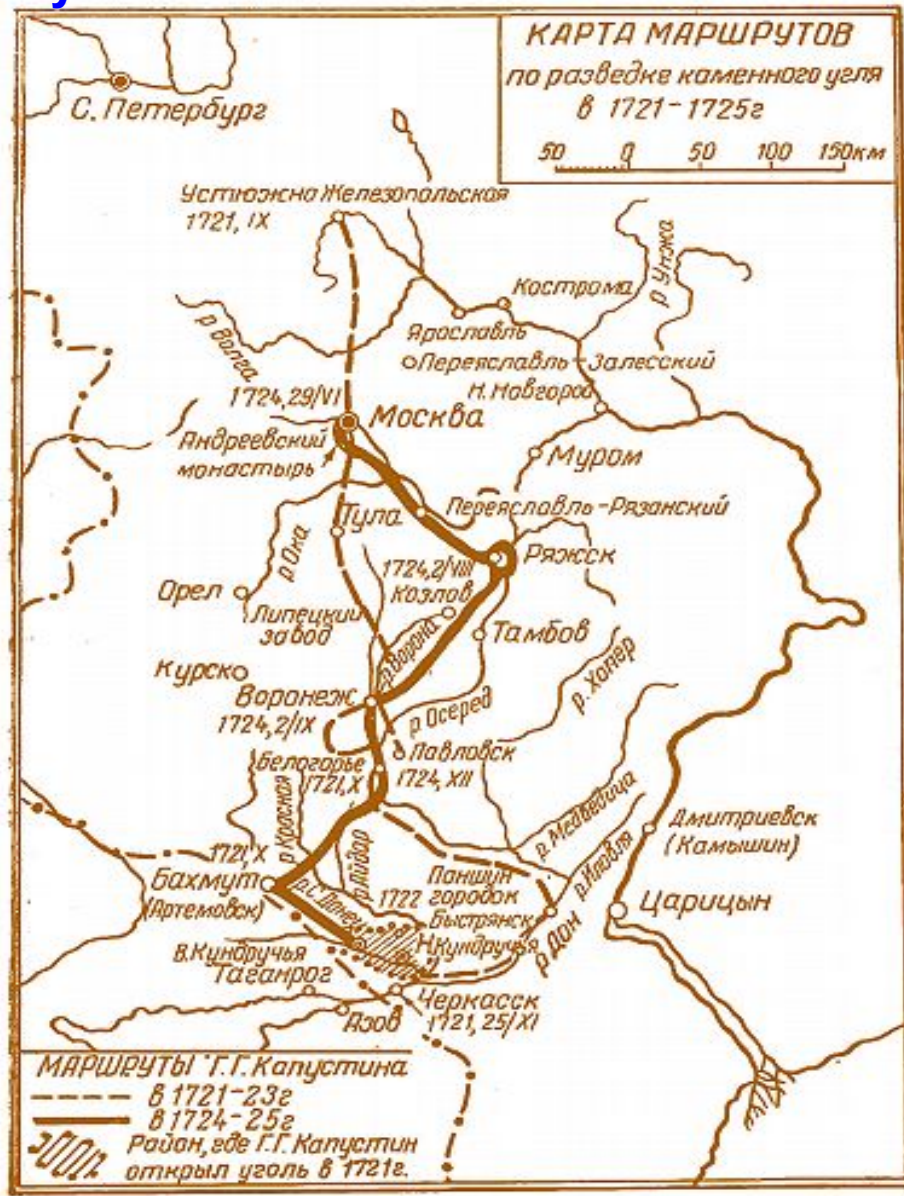 КАРТА МАРШРУТОВ
по разведке каменного угля
в 1721-1725г
50 0 50 100 150км
С. Петербург
Устюжна Железопольская
1721, IX
р. Унжа
Кострома
Ярославль
р. Волга
Переяславль-Залесский
Н. Новгород
1724, 29/VI
Москва
Андреевский
монастырь
Муром
Переяславль-Рязанский
Тула
р. Ока
Ряжск
1724, 2/VIII
Козлов
Орел
Липецкий
завод
р. Ворона
Тамбов
Курск
р. Хопер
Воронеж
1724, 2/IX
р. Осеред
Павловск
1724, XII
Белогорье
1721, X
р. Красная
р. Айдар
р. Медведица
р. Иловля
Дмитриевск
(Камышин)
1721, X
Бахмут
(Артемовск)
р. С. Донец
1722
Паншин
городок
Быстрянск
Царицын
Н. Кундручья
р. Дон
В. Кундручья
Таганрог
Черкасск
1721, 25/XI
Азов
МАРШРУТЫ Г.Г. Капустина
в 1721-23г
в 1724-25г
Район, где Г.Г. Капустин
открыл уголь в 1721г.